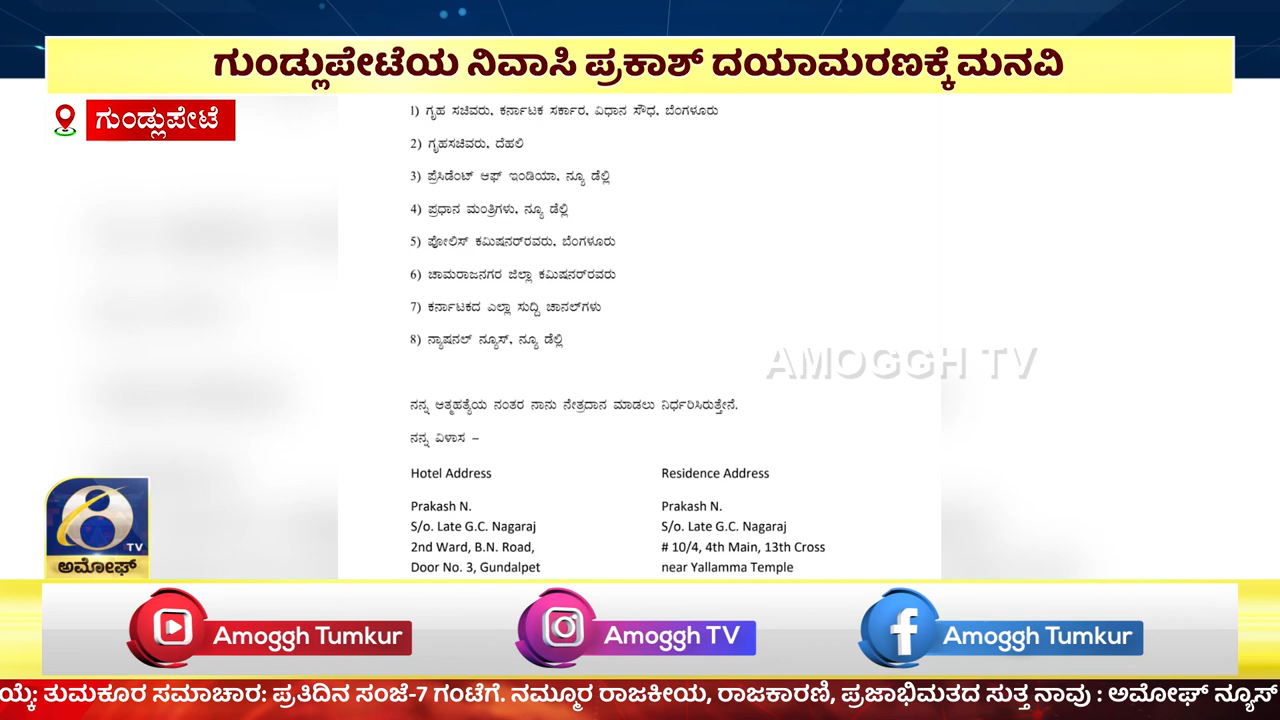 ಗುಂಡ್ಲುಪೇಟೆಯ ನಿವಾಸಿ ಪ್ರಕಾಶ್ ದಯಾಮರಣಕ್ಕೆ ಮನವಿ
ಗುಂಡ್ಲುಪೇಟೆ
1) ಗೃಹ ಸಚಿವರು, ಕರ್ನಾಟಕ ಸರ್ಕಾರ, ವಿಧಾನ ಸೌಧ, ಬೆಂಗಳೂರು
2) ಗೃಹಸಚಿವರು, ದೆಹಲಿ
3) ಪ್ರೆಸಿಡೆಂಟ್ ಆಫ್ ಇಂಡಿಯಾ, ನ್ಯೂ ಡೆಲ್ಲಿ
4) ಪ್ರಧಾನ ಮಂತ್ರಿಗಳು, ನ್ಯೂ ಡೆಲ್ಲಿ
5) ಪೋಲಿಸ್ ಕಮಿಷನರ್‌ರವರು, ಬೆಂಗಳೂರು
6) ಚಾಮರಾಜನಗರ ಜಿಲ್ಲಾ ಕಮಿಷನರ್‌ರವರು
7) ಕರ್ನಾಟಕದ ಎಲ್ಲಾ ಸುದ್ದಿ ಚಾನಲ್‌ಗಳು
8) ನ್ಯಾಷನಲ್ ನ್ಯೂಸ್, ನ್ಯೂ ಡೆಲ್ಲಿ
AMOGGH TV
ನನ್ನ ಆತ್ಮಹತ್ಯೆಯ ನಂತರ ನಾನು ನೇತ್ರದಾನ ಮಾಡಲು ನಿರ್ಧರಿಸಿರುತ್ತೇನೆ.
ನನ್ನ ವಿಳಾಸ –
Hotel Address
Prakash N.
S/o. Late G.C. Nagaraj
2nd Ward, B.N. Road,
Door No. 3, Gundalpet
Residence Address
Prakash N.
S/o. Late G.C. Nagaraj
# 10/4, 4th Main, 13th Cross
near Yallamma Temple
8 TV
ಅಮೋಘ್
Amoggh Tumkur
Amoggh TV
Amoggh Tumkur
ಯ್ಕೆ: ತುಮಕೂರ ಸಮಾಚಾರ: ಪ್ರತಿದಿನ ಸಂಜೆ-7 ಗಂಟೆಗೆ. ನಮ್ಮೂರ ರಾಜಕೀಯ, ರಾಜಕಾರಣಿ, ಪ್ರಜಾಭಿಮತದ ಸುತ್ತ ನಾವು : ಅಮೋಘ್ ನ್ಯೂಸ್